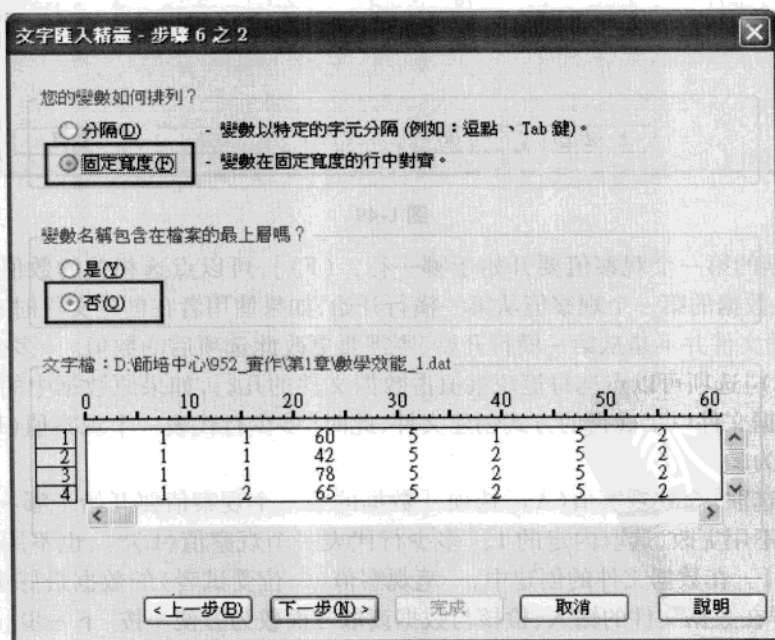 文字匯入精靈 - 步驟 6 之 2
您的變數如何排列？
分隔(D) - 變數以特定的字元分隔 (例如：逗點、Tab 鍵)。
固定寬度(F) - 變數在固定寬度的行中對齊。
變數名稱包含在檔案的最上層嗎？
是(Y)
否(O)
文字檔：D:\師培中心\952_實作\第1章\數學效能_1.dat
0 10 20 30 40 50 60
1 1 1 60 5 1 5 2
2 1 1 42 5 2 5 2
3 1 1 78 5 2 5 2
4 1 2 65 5 2 5 2
<上一步(B) 下一步(N)> 完成 取消 說明